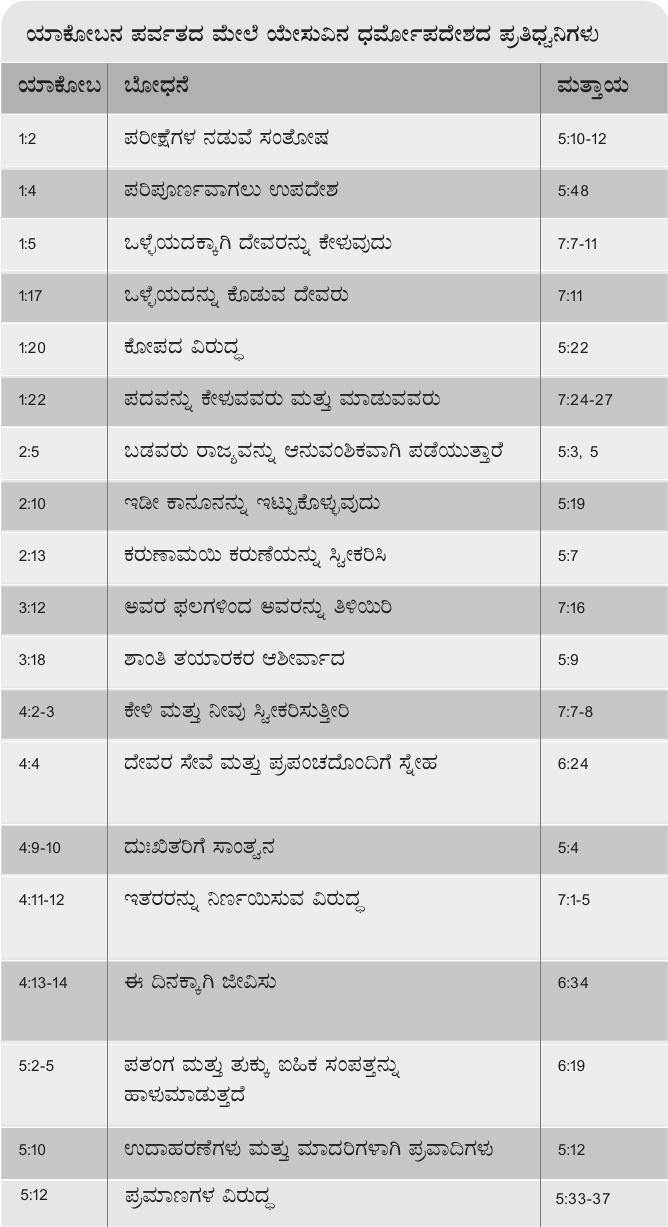 ಯಾಕೋಬನ ಪರ್ವತದ ಮೇಲೆ ಯೇಸುವಿನ ಧರ್ಮೋಪದೇಶದ ಪ್ರತಿಧ್ವನಿಗಳು
ಯಾಕೋಬ ಬೋಧನೆ ಮತ್ತಾಯ
1:2 ಪರೀಕ್ಷೆಗಳ ನಡುವೆ ಸಂತೋಷ 5:10-12
1:4 ಪರಿಪೂರ್ಣವಾಗಲು ಉಪದೇಶ 5:48
1:5 ಒಳ್ಳೆಯದಕ್ಕಾಗಿ ದೇವರನ್ನು ಕೇಳುವುದು 7:7-11
1:17 ಒಳ್ಳೆಯದನ್ನು ಕೊಡುವ ದೇವರು 7:11
1:20 ಕೋಪದ ವಿರುದ್ಧ 5:22
1:22 ಪದವನ್ನು ಕೇಳುವವರು ಮತ್ತು ಮಾಡುವವರು 7:24-27
2:5 ಬಡವರು ರಾಜ್ಯವನ್ನು ಆನುವಂಶಿಕವಾಗಿ ಪಡೆಯುತ್ತಾರೆ 5:3, 5
2:10 ಇಡೀ ಕಾನೂನನ್ನು ಇಟ್ಟುಕೊಳ್ಳುವುದು 5:19
2:13 ಕರುಣಾಮಯಿ ಕರುಣೆಯನ್ನು ಸ್ವೀಕರಿಸಿ 5:7
3:12 ಅವರ ಫಲಗಳಿಂದ ಅವರನ್ನು ತಿಳಿಯಿರಿ 7:16
3:18 ಶಾಂತಿ ತಯಾರಕರ ಆಶೀರ್ವಾದ 5:9
4:2-3 ಕೇಳಿ ಮತ್ತು ನೀವು ಸ್ವೀಕರಿಸುತ್ತೀರಿ 7:7-8
4:4 ದೇವರ ಸೇವೆ ಮತ್ತು ಪ್ರಪಂಚದೊಂದಿಗೆ ಸ್ನೇಹ 6:24
4:9-10 ದುಃಖಿತರಿಗೆ ಸಾಂತ್ವನ 5:4
4:11-12 ಇತರರನ್ನು ನಿರ್ಣಯಿಸುವ ವಿರುದ್ಧ 7:1-5
4:13-14 ಈ ದಿನಕ್ಕಾಗಿ ಜೀವಿಸು 6:34
5:2-5 ಪತಂಗ ಮತ್ತು ತುಕ್ಕು ಐಹಿಕ ಸಂಪತ್ತನ್ನು 6:19
ಹಾಳುಮಾಡುತ್ತದೆ
5:10 ಉದಾಹರಣೆಗಳು ಮತ್ತು ಮಾದರಿಗಳಾಗಿ ಪ್ರವಾದಿಗಳು 5:12
5:12 ಪ್ರಮಾಣಗಳ ವಿರುದ್ಧ 5:33-37